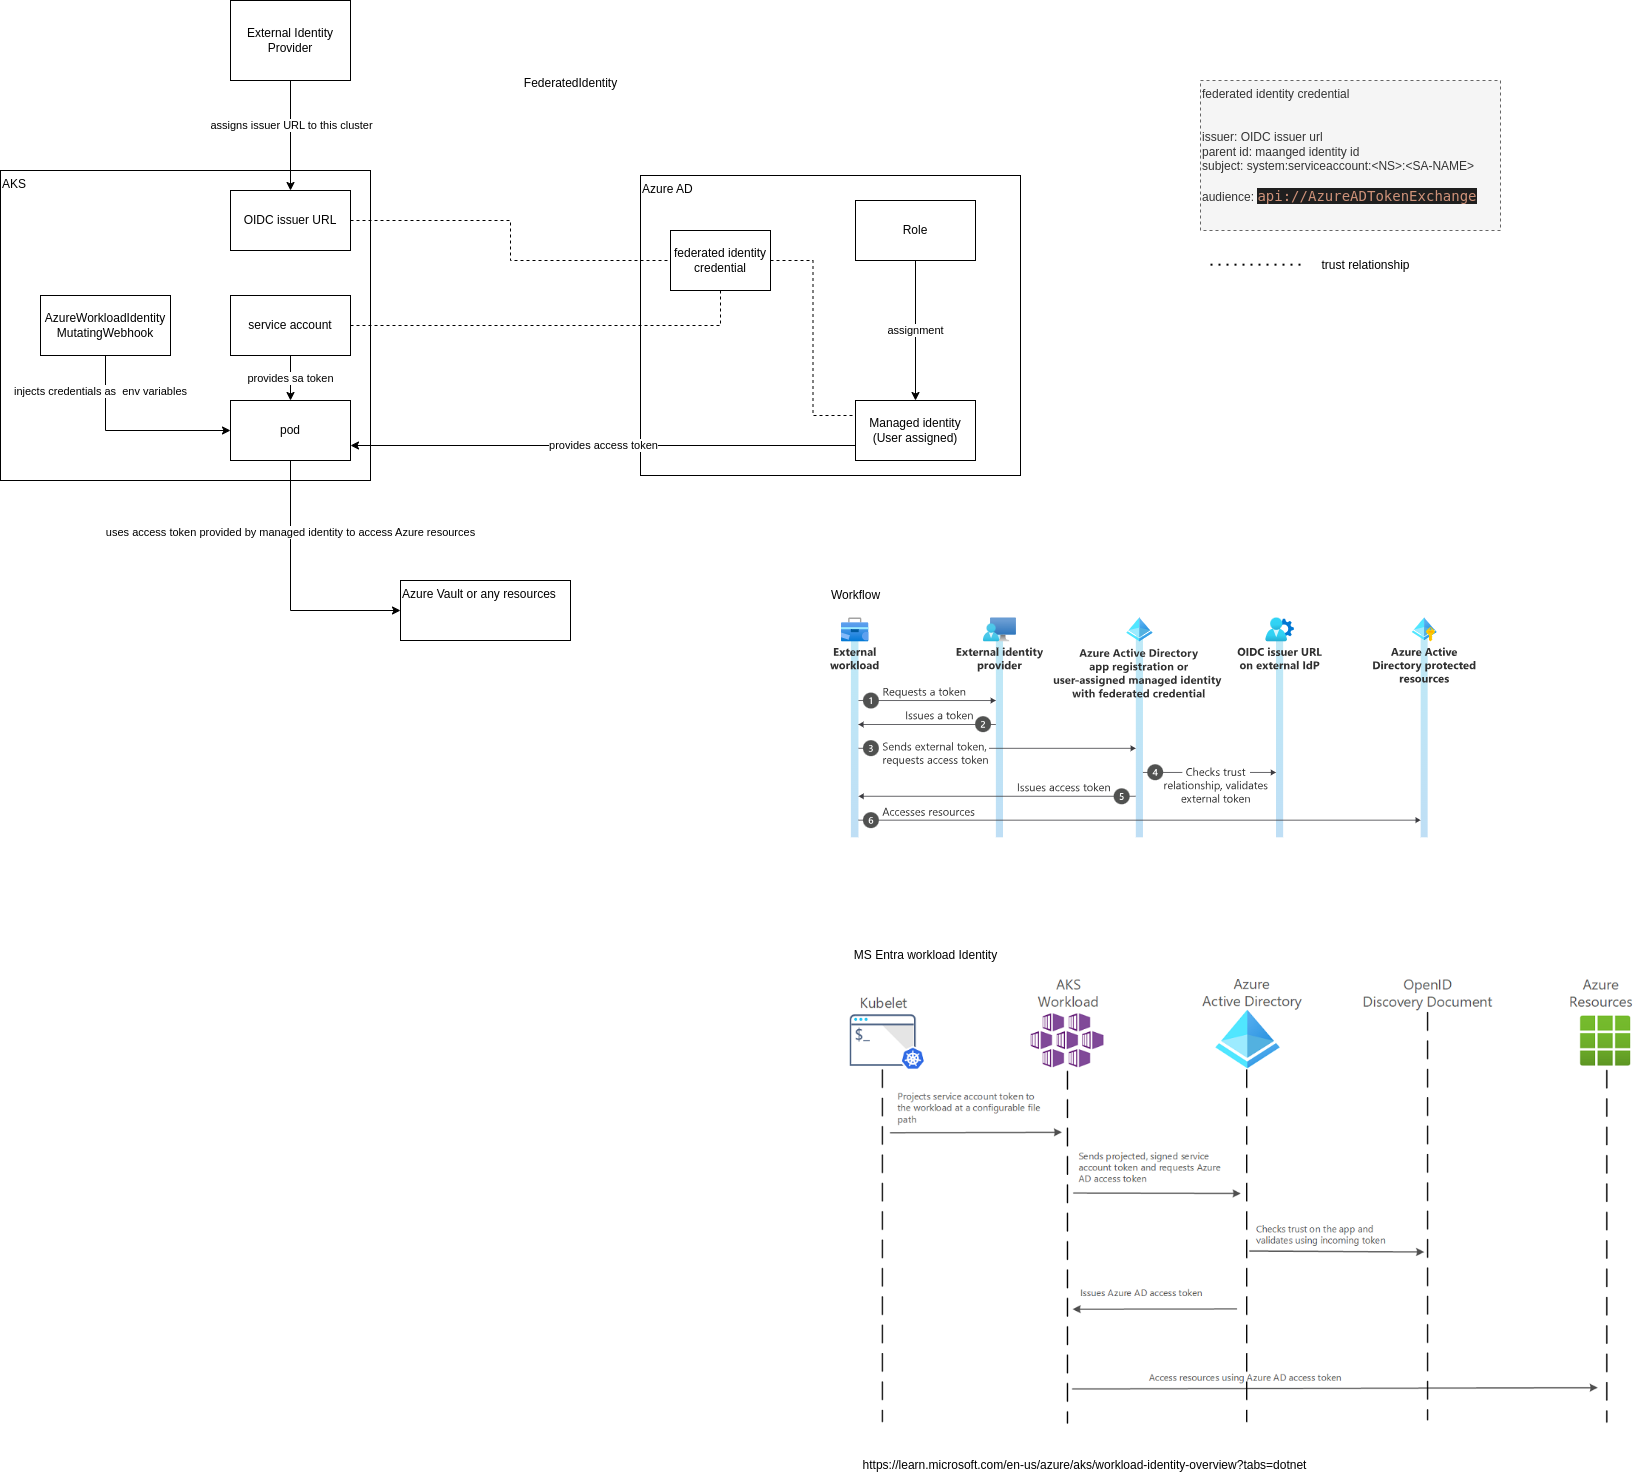 External Identity
Provider
FederatedIdentity
assigns issuer URL to this cluster
federated identity credential
issuer: OIDC issuer url
parent id: maanged identity id
subject: system:serviceaccount:<NS>:<SA-NAME>
audience: api://AzureADTokenExchange
trust relationship
AKS
OIDC issuer URL
AzureWorkloadIdentity
MutatingWebhook
service account
injects credentials as  env variables
provides sa token
pod
Azure AD
federated identity
credential
Role
assignment
Managed identity
(User assigned)
provides access token
uses access token provided by managed identity to access Azure resources
Azure Vault or any resources
Workflow
External
workload
External identity
provider
Azure Active Directory
app registration or
user-assigned managed identity
with federated credential
OIDC issuer URL
on external IdP
Azure Active
Directory protected
resources
1 Requests a token
Issues a token 2
3 Sends external token,
requests access token
4 Checks trust
relationship, validates
external token
Issues access token 5
6 Accesses resources
MS Entra workload Identity
Kubelet
$_
AKS
Workload
Azure
Active Directory
OpenID
Discovery Document
Azure
Resources
Projects service account token to
the workload at a configurable file
path
Sends projected, signed service
account token and requests Azure
AD access token
Checks trust on the app and
validates using incoming token
Issues Azure AD access token
Access resources using Azure AD access token
https://learn.microsoft.com/en-us/azure/aks/workload-identity-overview?tabs=dotnet